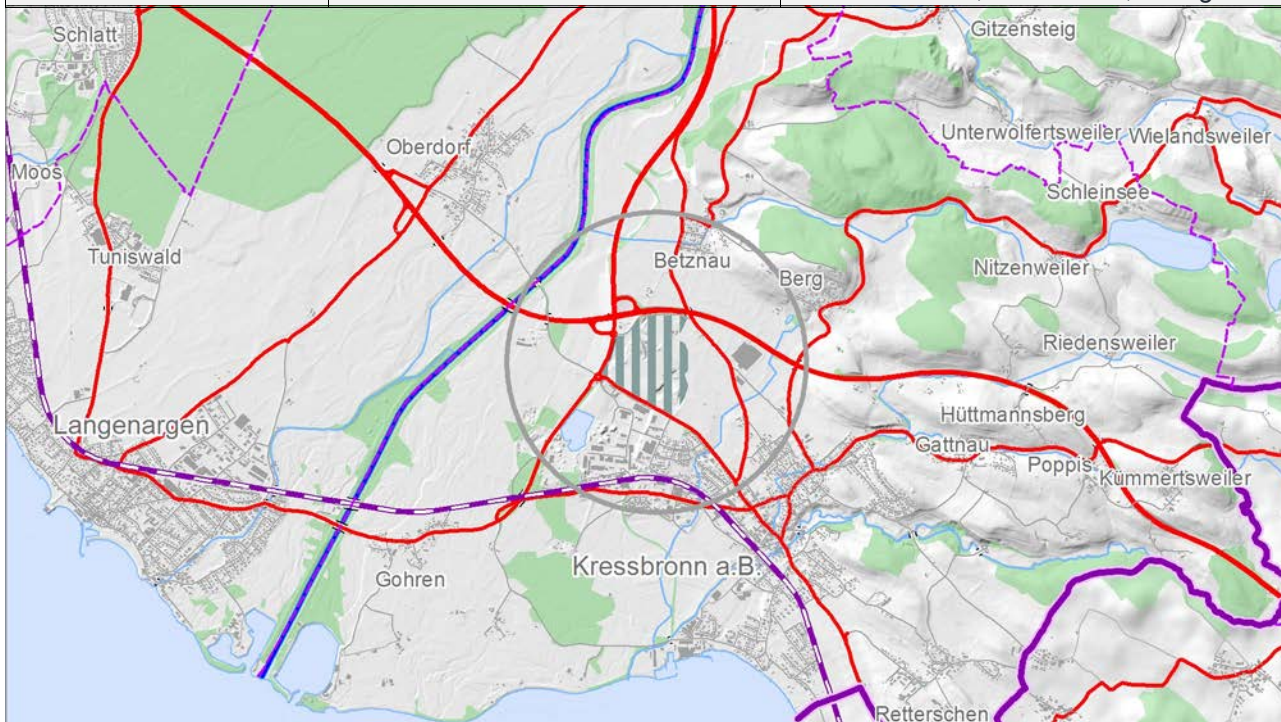 Schlatt
Gitzensteig
Oberdorf
Unterwolfertsweiler
Wielandsweiler
Moos
Schleinsee
Tuniswald
Betznau
Berg
Nitzenweiler
Riedensweiler
Langenargen
Hüttmannsberg
Gattnau
Poppis
Kümmertsweiler
Gohren
Kressbronn a.B.
Retterschen